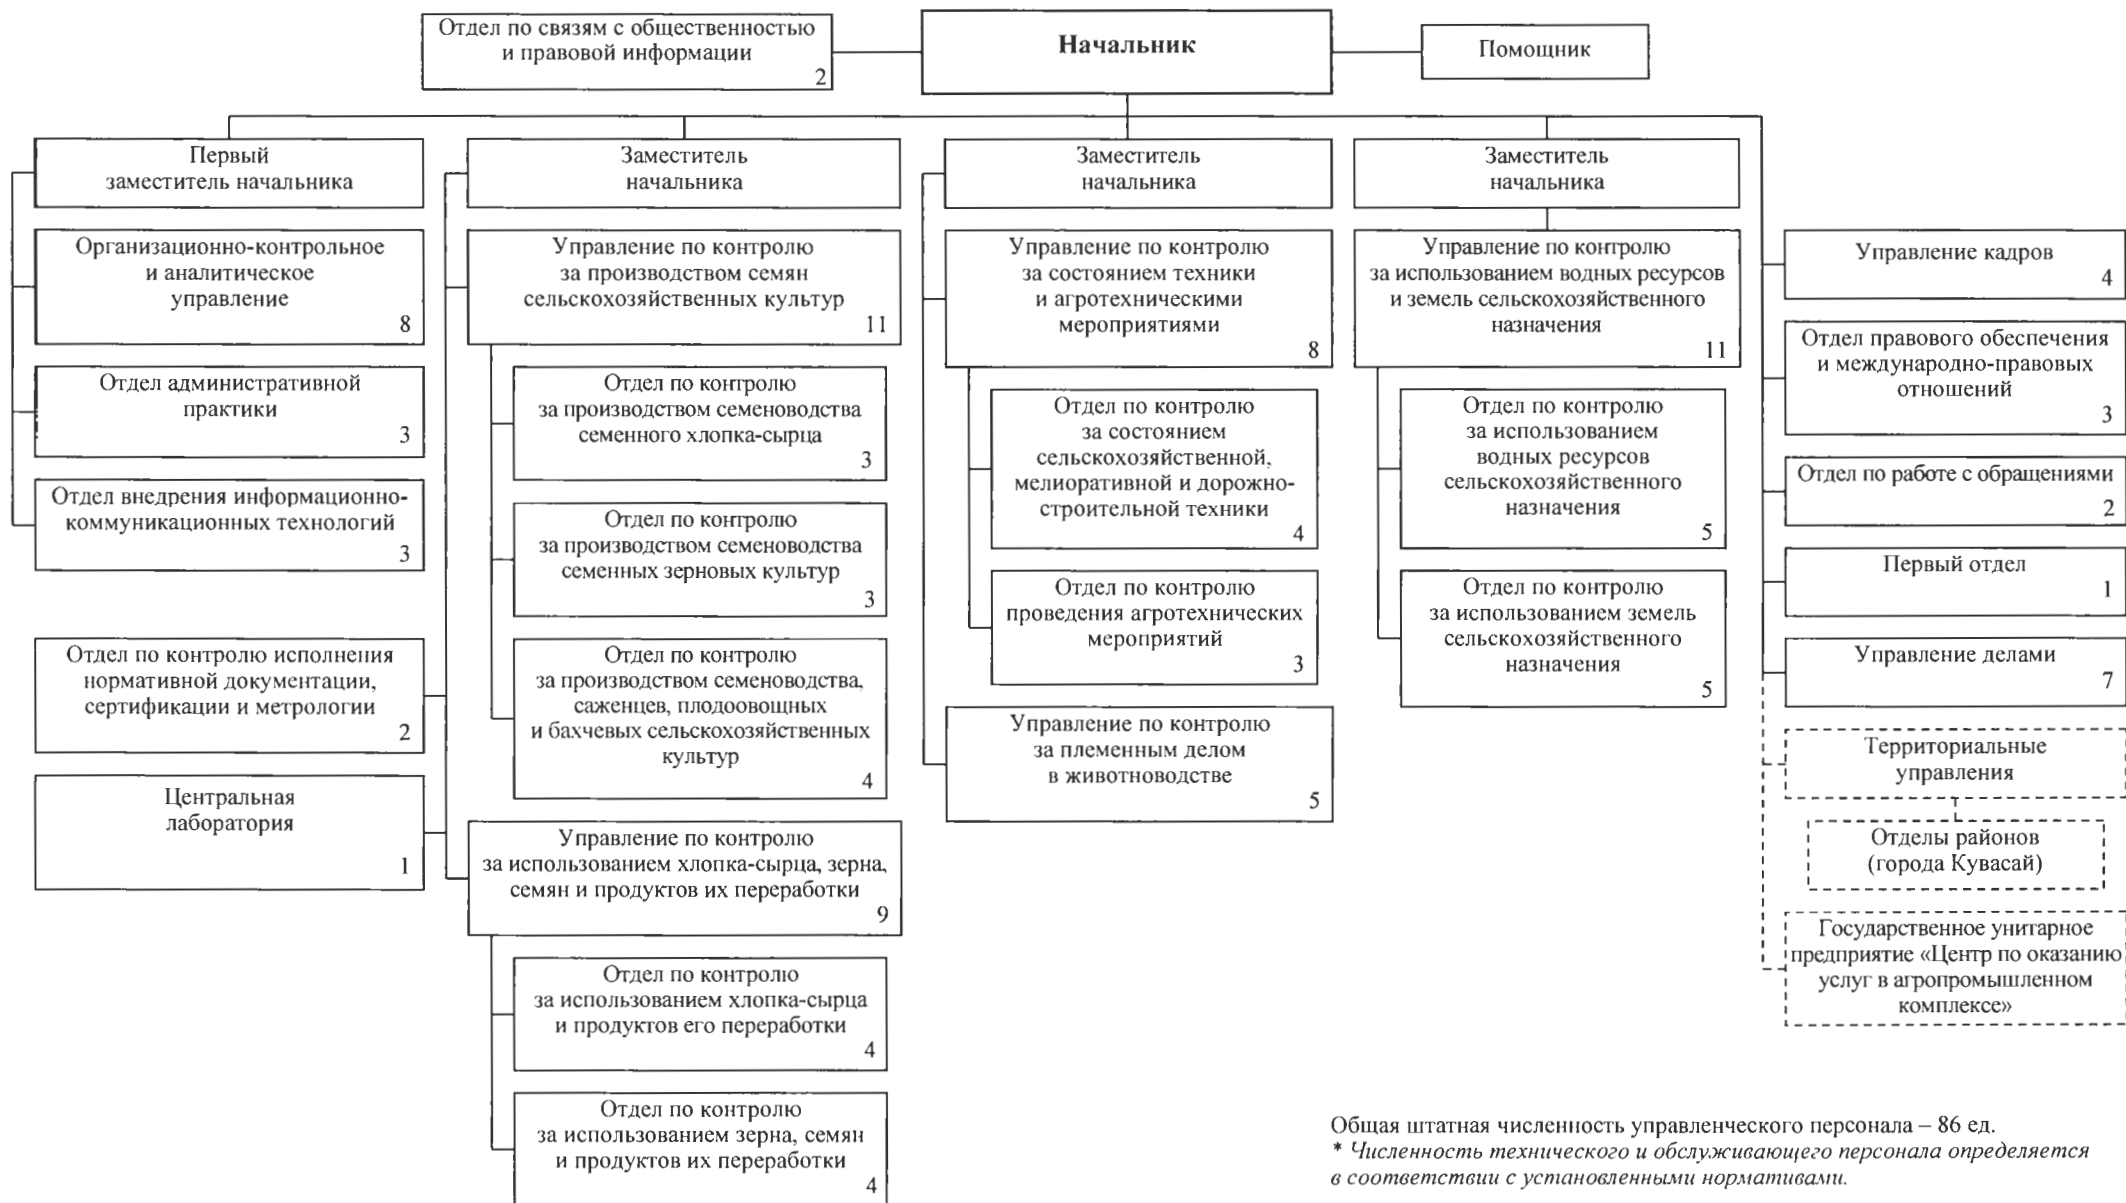 Отдел по связям с общественностью
и правовой информации
2
Начальник
Помощник
Первый
заместитель начальника
Организационно-контрольное
и аналитическое
управление
8
Отдел административной
практики
3
Отдел внедрения информационно-
коммуникационных технологий
3
Отдел по контролю исполнения
нормативной документации,
сертификации и метрологии
2
Центральная
лаборатория
1
Заместитель
начальника
Управление по контролю
за производством семян
сельскохозяйственных культур
11
Отдел по контролю
за производством семеноводства
семенного хлопка-сырца
3
Отдел по контролю
за производством семеноводства
семенных зерновых культур
3
Отдел по контролю
за производством семеноводства,
саженцев, плодоовощных
и бахчевых сельскохозяйственных
культур
4
Управление по контролю
за использованием хлопка-сырца, зерна,
семян и продуктов их переработки
9
Отдел по контролю
за использованием хлопка-сырца
и продуктов его переработки
4
Отдел по контролю
за использованием зерна, семян
и продуктов их переработки
4
Заместитель
начальника
Управление по контролю
за состоянием техники
и агротехническими
мероприятиями
8
Отдел по контролю
за состоянием
сельскохозяйственной,
мелиоративной и дорожно-
строительной техники
4
Отдел по контролю
проведения агротехнических
мероприятий
3
Управление по контролю
за племенным делом
в животноводстве
5
Заместитель
начальника
Управление по контролю
за использованием водных ресурсов
и земель сельскохозяйственного
назначения
11
Отдел по контролю
за использованием
водных ресурсов
сельскохозяйственного
назначения
5
Отдел по контролю
за использованием земель
сельскохозяйственного
назначения
5
Управление кадров
4
Отдел правового обеспечения
и международно-правовых
отношений
3
Отдел по работе с обращениями
2
Первый отдел
1
Управление делами
7
Территориальные
управления
Отделы районов
(города Кувасай)
Государственное унитарное
предприятие «Центр по оказанию
услуг в агропромышленном
комплексе»
Общая штатная численность управленческого персонала – 86 ед.
* Численность технического и обслуживающего персонала определяется
в соответствии с установленными нормативами.